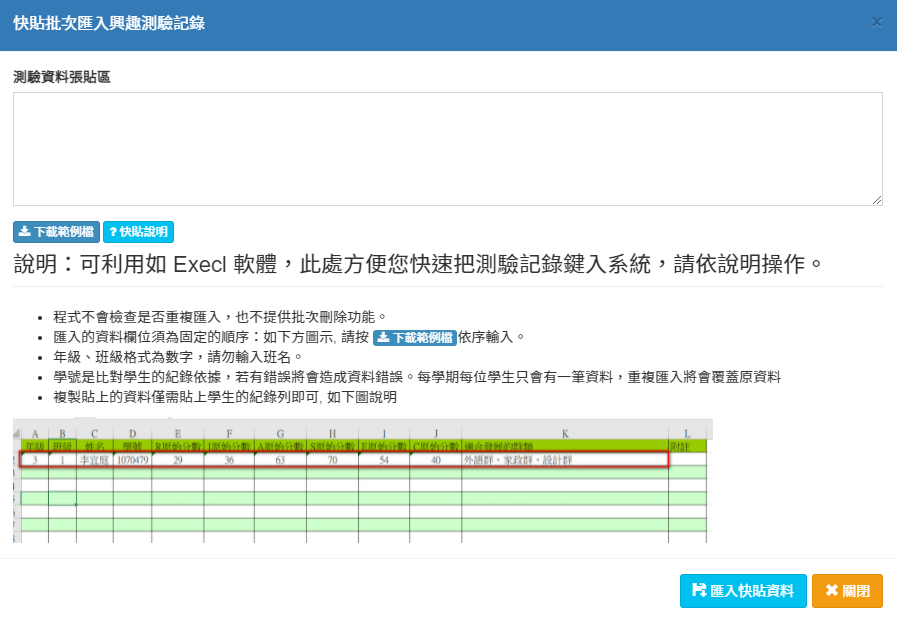 快貼批次匯入興趣測驗記錄
×
測驗資料張貼區
下載範例檔 ? 快貼說明
說明：可利用如 Execl 軟體，此處方便您快速把測驗記錄鍵入系統，請依說明操作。
程式不會檢查是否重複匯入，也不提供批次刪除功能。
匯入的資料欄位須為固定的順序：如下方圖示, 請按 下載範例檔 依序輸入。
年級、班級格式為數字，請勿輸入班名。
學號是比對學生的紀錄依據，若有錯誤將會造成資料錯誤。每學期每位學生只會有一筆資料，重複匯入將會覆蓋原資料
複製貼上的資料僅需貼上學生的紀錄列即可, 如下圖說明
A B C D E F G H I J K L
年級 班級 姓名 學號 R原始分數 I原始分數 A原始分數 S原始分數 E原始分數 C原始分數 適合發展的群類 附註
3 1 李宜庭 1070479 29 36 63 70 54 40 外語群、家政群、設計群
匯入快貼資料 ✖ 關閉